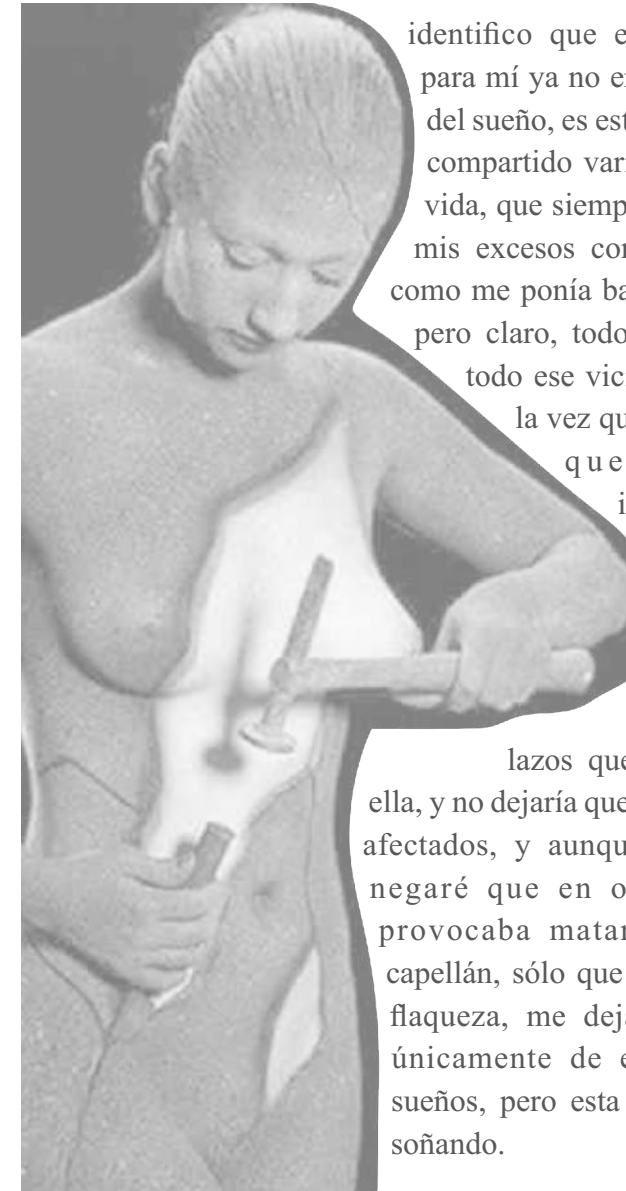 identifico que e
para mí ya no e
del sueño, es est
compartido var
vida, que siemp
mis excesos co
como me ponía ba
pero claro, todo
todo ese vic
la vez qu
que
i
lazos que
ella, y no dejaría que
afectados, y aunqu
negaré que en o
provocaba matar
capellán, sólo que
flaqueza, me dej
únicamente de e
sueños, pero esta
soñando.